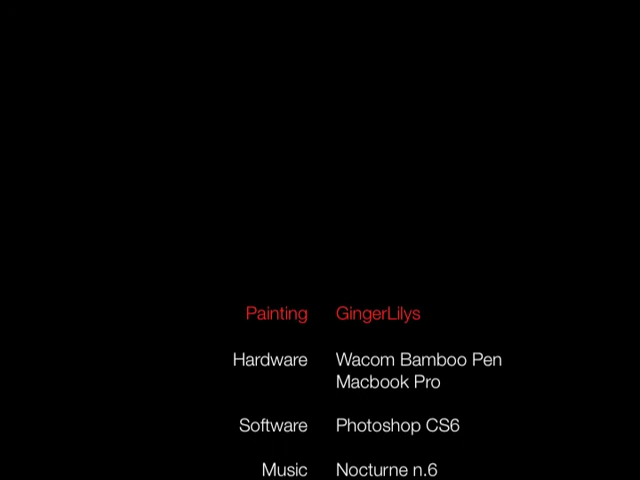 Painting GingerLilys
Hardware Wacom Bamboo Pen
Macbook Pro
Software Photoshop CS6
Music Nocturne n.6